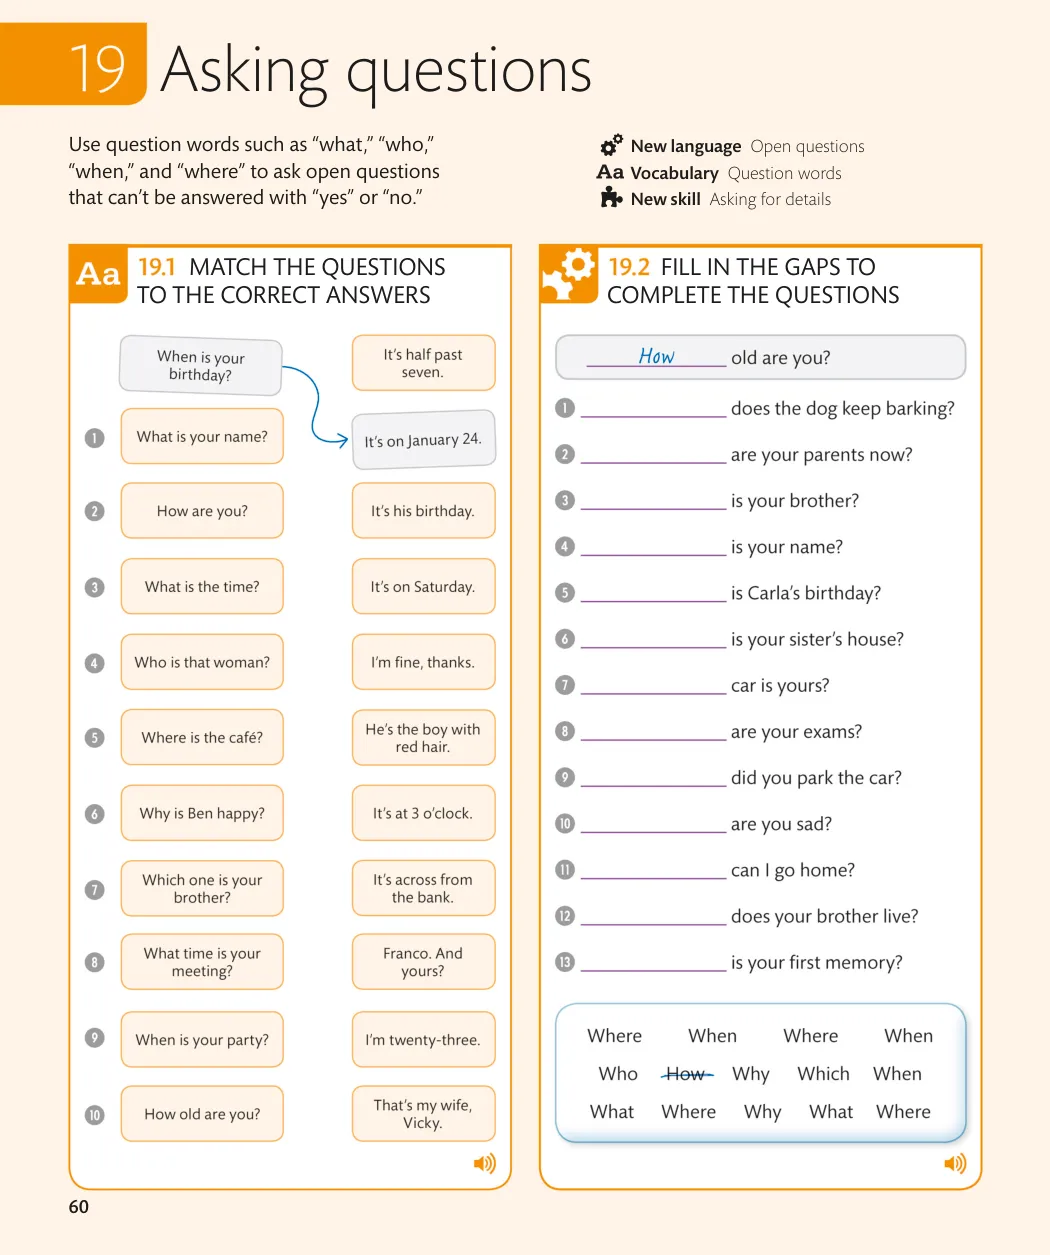 19 Asking questions
Use question words such as “what,” “who,”
“when,” and “where” to ask open questions
that can’t be answered with “yes” or “no.”
New language Open questions
Aa Vocabulary Question words
New skill Asking for details
Aa 19.1 MATCH THE QUESTIONS
TO THE CORRECT ANSWERS
When is your
birthday?
It’s half past
seven.
1 What is your name?
It’s on January 24.
2 How are you?
It’s his birthday.
3 What is the time?
It’s on Saturday.
4 Who is that woman?
I’m fine, thanks.
5 Where is the café?
He’s the boy with
red hair.
6 Why is Ben happy?
It’s at 3 o’clock.
7 Which one is your
brother?
It’s across from
the bank.
8 What time is your
meeting?
Franco. And
yours?
9 When is your party?
I’m twenty-three.
10 How old are you?
That’s my wife,
Vicky.
19.2 FILL IN THE GAPS TO
COMPLETE THE QUESTIONS
How old are you?
1 does the dog keep barking?
2 are your parents now?
3 is your brother?
4 is your name?
5 is Carla’s birthday?
6 is your sister’s house?
7 car is yours?
8 are your exams?
9 did you park the car?
10 are you sad?
11 can I go home?
12 does your brother live?
13 is your first memory?
Where When Where When
Who How Why Which When
What Where Why What Where
60